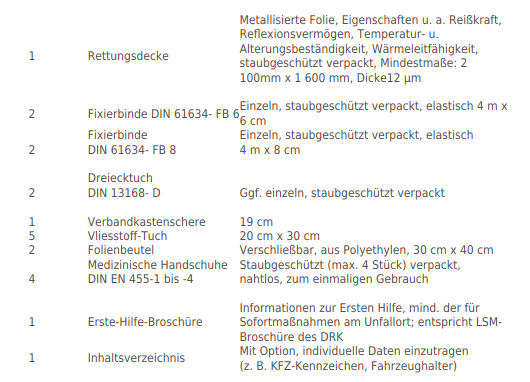 Metallisierte Folie, Eigenschaften u. a. Reißkraft,
Reflexionsvermögen, Temperatur- u.
1 Rettungsdecke Alterungsbeständigkeit, Wärmeleitfähigkeit,
staubgeschützt verpackt, Mindestmaße: 2
100mm x 1 600 mm, Dicke12 µm
2 Fixierbinde DIN 61634- FB 6 Einzeln, staubgeschützt verpackt, elastisch 4 m x
6 cm
Fixierbinde Einzeln, staubgeschützt verpackt, elastisch
2 DIN 61634- FB 8 4 m x 8 cm
Dreiecktuch
2 DIN 13168- D Ggf. einzeln, staubgeschützt verpackt
1 Verbandkastenschere 19 cm
5 Vliesstoff-Tuch 20 cm x 30 cm
2 Folienbeutel Verschließbar, aus Polyethylen, 30 cm x 40 cm
Medizinische Handschuhe Staubgeschützt (max. 4 Stück) verpackt,
4 DIN EN 455-1 bis -4 nahtlos, zum einmaligen Gebrauch
Informationen zur Ersten Hilfe, mind. der für
1 Erste-Hilfe-Broschüre Sofortmaßnahmen am Unfallort; entspricht LSM-
Broschüre des DRK
1 Inhaltsverzeichnis Mit Option, individuelle Daten einzutragen
(z. B. KFZ-Kennzeichen, Fahrzeughalter)